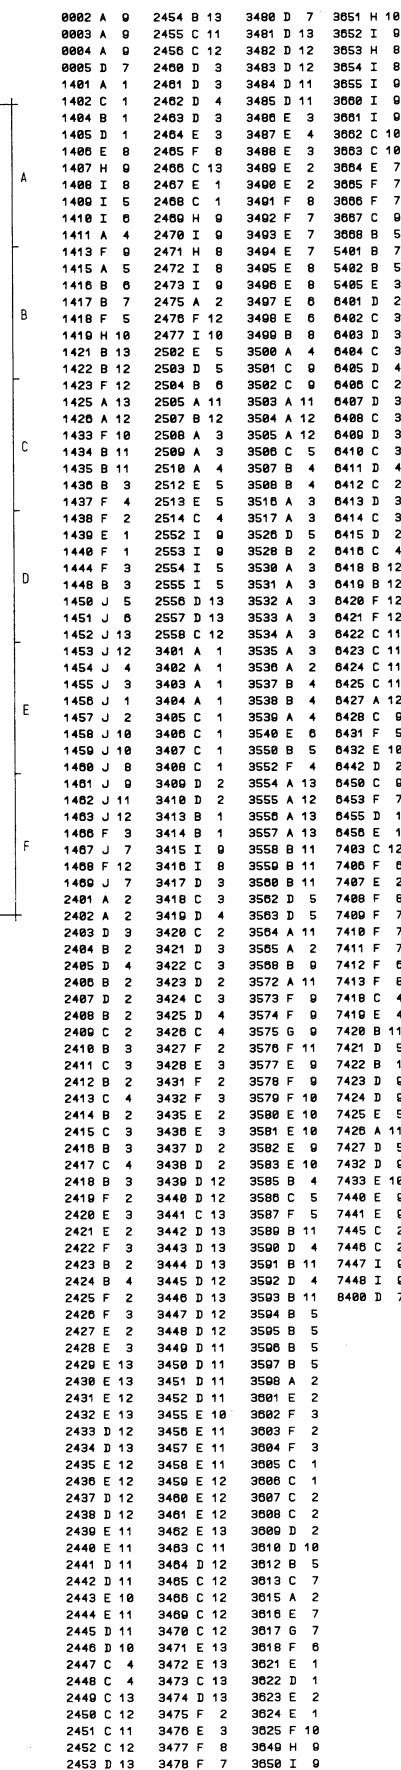 A
B
C
D
E
F
0002 A 9
0003 A 9
0004 A 9
0005 D 7
1401 A 1
1402 C 1
1404 B 1
1405 D 1
1406 E 8
1407 H 9
1408 I 8
1409 I 5
1410 I 6
1411 A 4
1413 F 9
1415 A 5
1416 B 6
1417 B 7
1418 F 5
1419 H 10
1421 B 13
1422 B 12
1423 F 12
1425 A 13
1426 A 12
1433 F 10
1434 B 11
1435 B 11
1436 B 3
1437 F 4
1438 F 2
1439 E 1
1440 F 1
1444 F 3
1448 B 3
1450 J 5
1451 J 6
1452 J 13
1453 J 12
1454 J 4
1455 J 3
1456 J 1
1457 J 2
1458 J 10
1459 J 10
1460 J 8
1461 J 9
1462 J 11
1463 J 12
1466 F 3
1467 J 7
1468 F 12
1469 J 7
2401 A 2
2402 A 2
2403 D 3
2404 B 2
2405 D 4
2406 B 2
2407 D 2
2408 B 2
2409 C 2
2410 B 3
2411 C 3
2412 B 2
2413 C 4
2414 B 2
2415 C 3
2416 B 3
2417 C 4
2418 B 3
2419 F 2
2420 E 3
2421 E 2
2422 F 3
2423 B 2
2424 B 4
2425 F 2
2426 F 3
2427 E 2
2428 E 3
2429 E 13
2430 E 13
2431 E 12
2432 E 13
2433 D 12
2434 D 13
2435 E 12
2436 E 12
2437 D 12
2438 D 12
2439 E 11
2440 E 11
2441 D 11
2442 D 11
2443 E 10
2444 E 11
2445 D 11
2446 D 10
2447 C 4
2448 C 4
2449 C 13
2450 C 12
2451 C 11
2452 C 12
2453 D 13
2454 B 13
2455 C 11
2456 C 12
2460 D 3
2461 D 3
2462 D 4
2463 D 3
2464 E 3
2465 F 8
2466 C 13
2467 E 1
2468 C 1
2469 H 9
2470 I 9
2471 H 8
2472 I 8
2473 I 9
2475 A 2
2476 F 12
2477 I 10
2502 E 5
2503 D 5
2504 B 6
2505 A 11
2507 B 12
2508 A 3
2509 A 3
2510 A 4
2512 E 5
2513 E 5
2514 C 4
2552 I 9
2553 I 9
2554 I 5
2555 I 5
2556 D 13
2557 D 13
2558 C 12
3401 A 1
3402 A 1
3403 A 1
3404 A 1
3405 C 1
3406 C 1
3407 C 1
3408 C 1
3409 D 2
3410 D 2
3413 B 1
3414 B 1
3415 I 9
3416 I 8
3417 D 3
3418 C 3
3419 D 4
3420 C 2
3421 D 3
3422 C 3
3423 D 2
3424 C 3
3425 D 4
3426 C 4
3427 F 2
3428 E 3
3431 F 2
3432 F 3
3435 E 2
3436 E 3
3437 D 2
3438 D 2
3439 D 12
3440 D 12
3441 C 13
3442 D 13
3443 D 13
3444 D 13
3445 D 12
3446 D 13
3447 D 12
3448 D 12
3449 D 11
3450 D 11
3451 D 11
3452 D 11
3455 E 10
3456 E 11
3457 E 11
3458 E 11
3459 E 12
3460 E 12
3461 E 12
3462 E 13
3463 C 11
3464 D 12
3465 C 12
3466 C 12
3469 C 12
3470 C 12
3471 E 13
3472 E 13
3473 C 13
3474 D 13
3475 F 2
3476 E 3
3477 F 8
3478 F 7
3480 D 7
3481 D 13
3482 D 12
3483 D 12
3484 D 11
3485 D 11
3486 E 3
3487 E 4
3488 E 3
3489 E 2
3490 E 2
3491 F 8
3492 F 7
3493 E 7
3494 E 7
3495 E 8
3496 E 8
3497 E 6
3498 E 6
3499 B 8
3500 A 4
3501 C 9
3502 C 9
3503 A 11
3504 A 12
3505 A 12
3506 C 5
3507 B 4
3508 B 4
3516 A 3
3517 A 3
3526 D 5
3528 B 2
3530 A 3
3531 A 3
3532 A 3
3533 A 3
3534 A 3
3535 A 3
3536 A 2
3537 B 4
3538 B 4
3539 A 4
3540 E 6
3550 B 5
3552 F 4
3554 A 13
3555 A 12
3556 A 13
3557 A 13
3558 B 11
3559 B 11
3560 B 11
3562 D 5
3563 D 5
3564 A 11
3565 A 2
3568 B 9
3572 A 11
3573 F 9
3574 F 9
3575 G 9
3576 F 11
3577 E 9
3578 F 9
3579 F 10
3580 E 10
3581 E 10
3582 E 9
3583 E 10
3585 B 4
3586 C 5
3587 F 5
3589 B 11
3590 D 4
3591 B 11
3592 D 4
3593 B 11
3594 B 5
3595 B 5
3596 B 5
3597 B 5
3598 A 2
3601 E 2
3602 F 3
3603 F 2
3604 F 3
3605 C 1
3606 C 1
3607 C 2
3608 C 2
3609 D 2
3610 D 10
3612 B 5
3613 C 7
3615 A 2
3616 E 7
3617 G 7
3618 F 6
3621 E 1
3622 D 1
3623 E 2
3624 E 1
3625 F 10
3649 H 9
3650 I 9
3651 H 10
3652 I 9
3653 H 8
3654 I 8
3655 I 9
3660 I 9
3661 I 9
3662 C 10
3663 C 10
3664 E 7
3665 F 7
3666 F 7
3667 C 9
3668 B 5
5401 B 7
5402 B 5
5405 E 3
6401 D 2
6402 C 3
6403 D 3
6404 C 3
6405 D 4
6406 C 2
6407 D 3
6408 C 3
6409 D 3
6410 C 3
6411 D 4
6412 C 2
6413 D 3
6414 C 3
6415 D 2
6416 C 4
6418 B 12
6419 B 12
6420 F 12
6421 F 12
6422 C 11
6423 C 11
6424 C 11
6425 C 11
6427 A 12
6428 C 9
6431 F 5
6432 E 10
6442 D 2
6450 C 9
6453 F 7
6455 D 1
6456 E 1
7403 C 12
7406 F 6
7407 E 2
7408 F 8
7409 F 7
7410 F 7
7411 F 7
7412 F 6
7413 F 8
7418 C 4
7419 E 4
7420 B 11
7421 D 5
7422 B 1
7423 D 9
7424 D 9
7425 E 5
7426 A 11
7427 D 5
7432 D 9
7433 E 10
7440 E 9
7441 E 9
7445 C 2
7446 C 2
7447 I 9
7448 I 9
8400 D 7